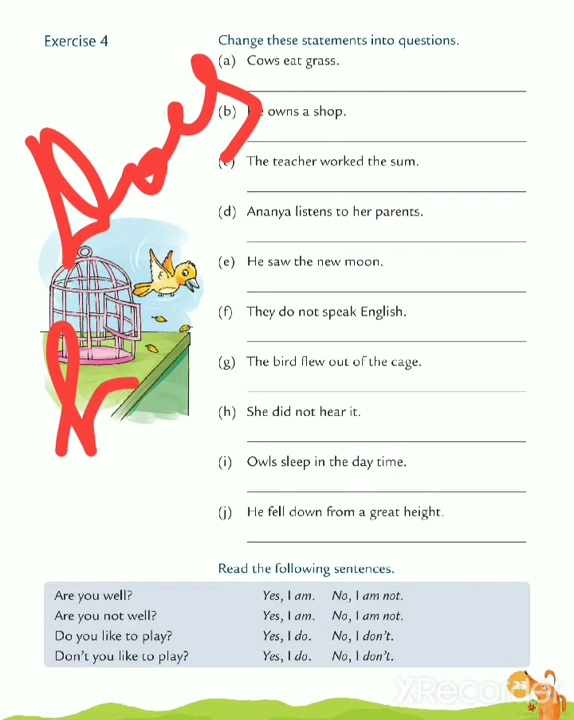 Exercise 4
Change these statements into questions.
(a) Cows eat grass.
(b) He owns a shop.
(c) The teacher worked the sum.
(d) Ananya listens to her parents.
(e) He saw the new moon.
(f) They do not speak English.
(g) The bird flew out of the cage.
(h) She did not hear it.
(i) Owls sleep in the day time.
(j) He fell down from a great height.
Does
Read the following sentences.
Are you well? Yes, I am. No, I am not.
Are you not well? Yes, I am. No, I am not.
Do you like to play? Yes, I do. No, I don't.
Don't you like to play? Yes, I do. No, I don't.
23
XRecorder